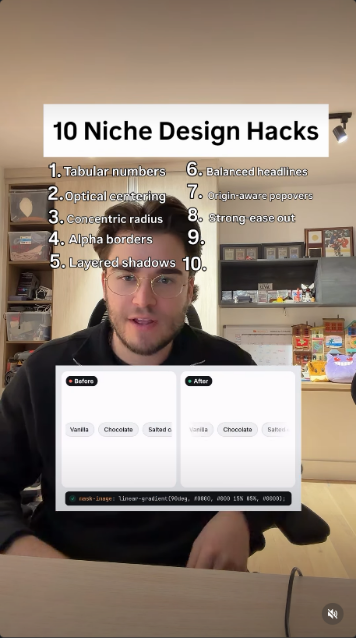 10 Niche Design Hacks
1. Tabular numbers
2. Optical centering
3. Concentric radius
4. Alpha borders
5. Layered shadows
6. Balanced headlines
7. Origin-aware popovers
8. Strong ease out
9.
10.
Before
Vanilla
Chocolate
Salted c
After
Vanilla
Chocolate
Salted
mask-image: linear-gradient(90deg, #0000, #000 15% 85%, #0000);